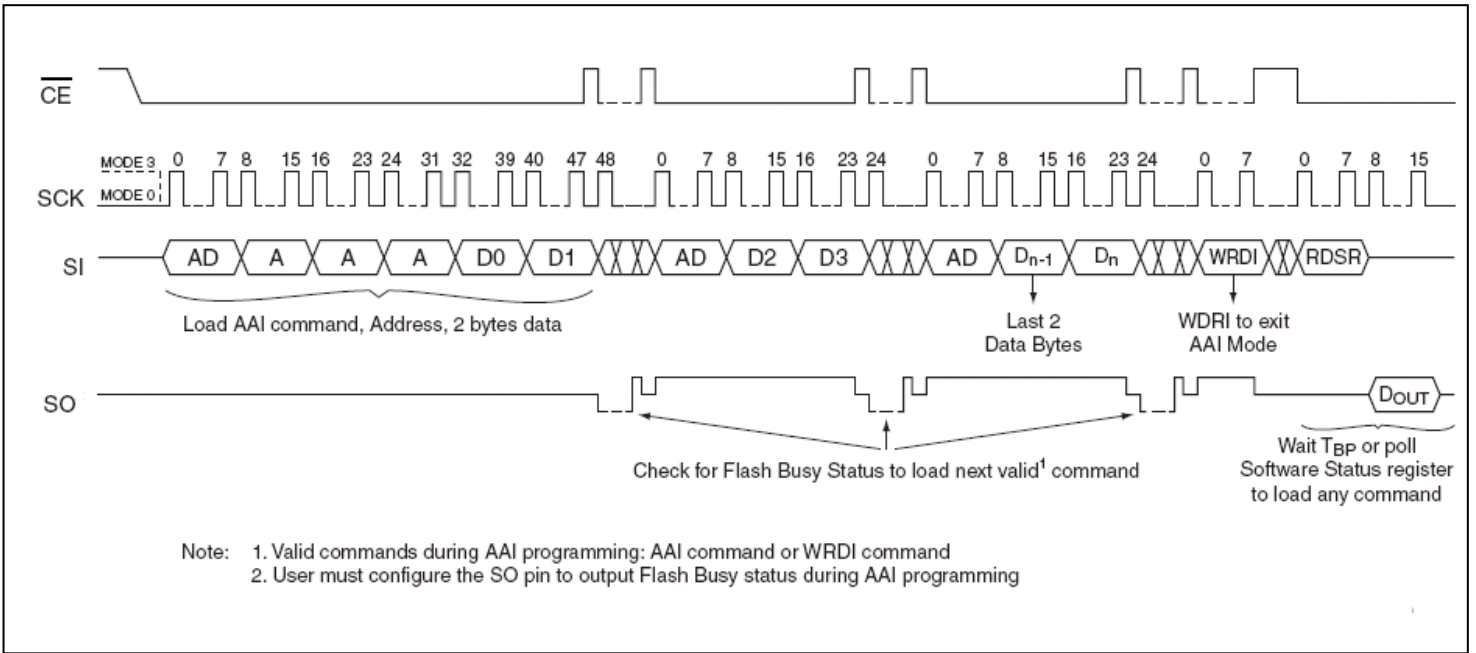 CE
MODE 3
MODE 0
SCK
0 7 8 15 16 23 24 31 32 39 40 47 48 0 7 8 15 16 23 24 0 7 8 15 16 23 24 0 7 0 7 8 15
SI
AD A A A D0 D1 AD D2 D3 AD Dn-1 Dn WRDI RDSR
Load AAI command, Address, 2 bytes data
Last 2
Data Bytes
WDRI to exit
AAI Mode
SO
DOUT
Check for Flash Busy Status to load next valid1 command
Wait TBP or poll
Software Status register
to load any command
Note: 1. Valid commands during AAI programming: AAI command or WRDI command
2. User must configure the SO pin to output Flash Busy status during AAI programming